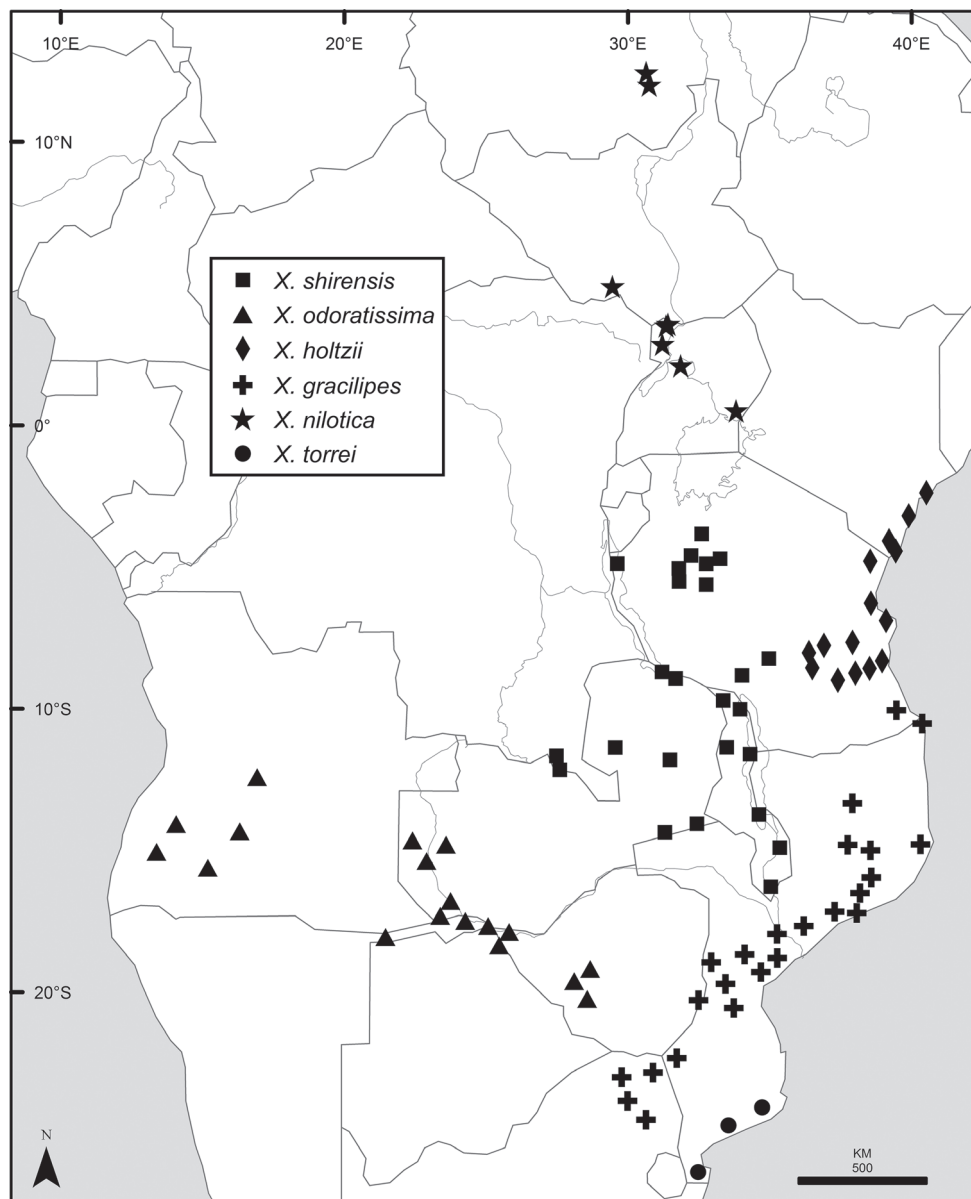 10°E
20°E
30°E
40°E
10°N
X. shirensis
X. odoratissima
X. holtzii
X. gracilipes
X. nilotica
X. torrei
0°
10°S
20°S
N
KM
500